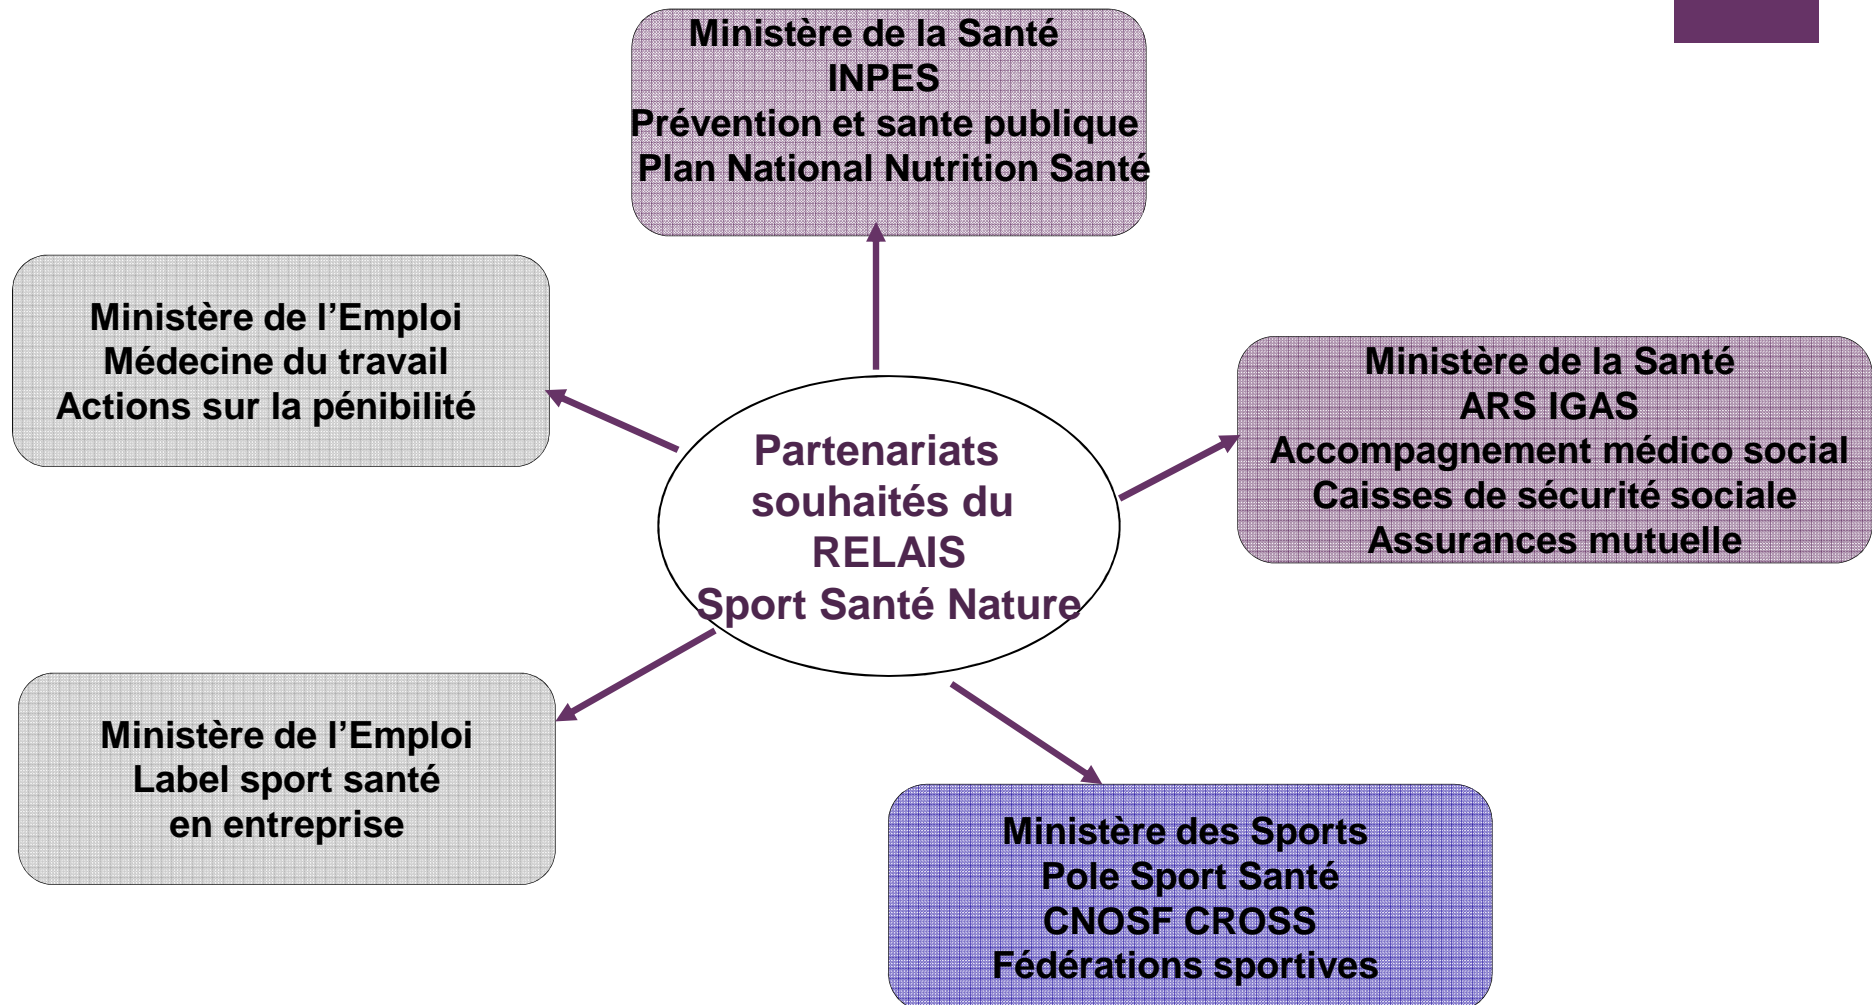 Ministère de la Santé
INPES
Prévention et sante publique
Plan National Nutrition Santé
Ministère de l’Emploi
Médecine du travail
Actions sur la pénibilité
Ministère de la Santé
ARS IGAS
Accompagnement médico social
Caisses de sécurité sociale
Assurances mutuelle
Partenariats
souhaités du
RELAIS
Sport Santé Nature
Ministère de l’Emploi
Label sport santé
en entreprise
Ministère des Sports
Pole Sport Santé
CNOSF CROSS
Fédérations sportives